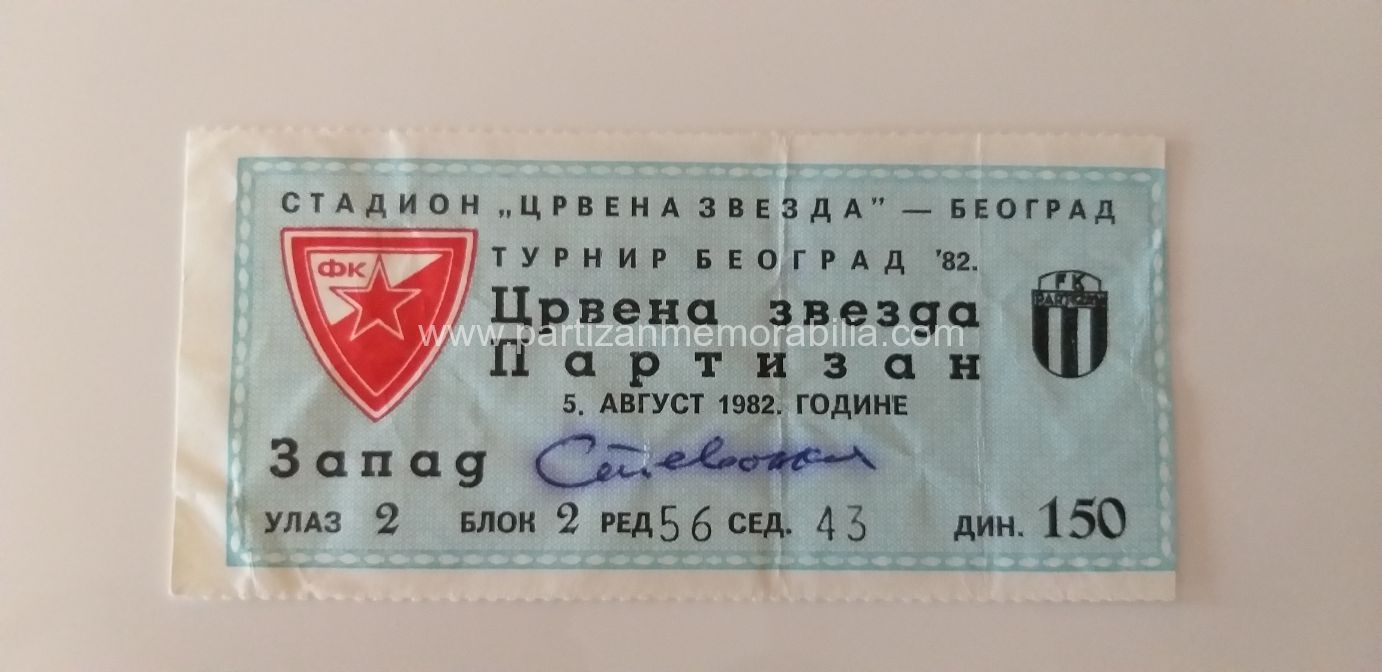 СТАДИОН „ЦРВЕНА ЗВЕЗДА” — БЕОГРАД
ФК
ТУРНИР БЕОГРАД '82.
FK
PARTIZAN
Црвена звезда
www.partizanmemorabilia.com
Партизан
5. АВГУСТ 1982. ГОДИНЕ
Запад
УЛАЗ 2 БЛОК 2 РЕД 56 СЕД. 43 ДИН. 150